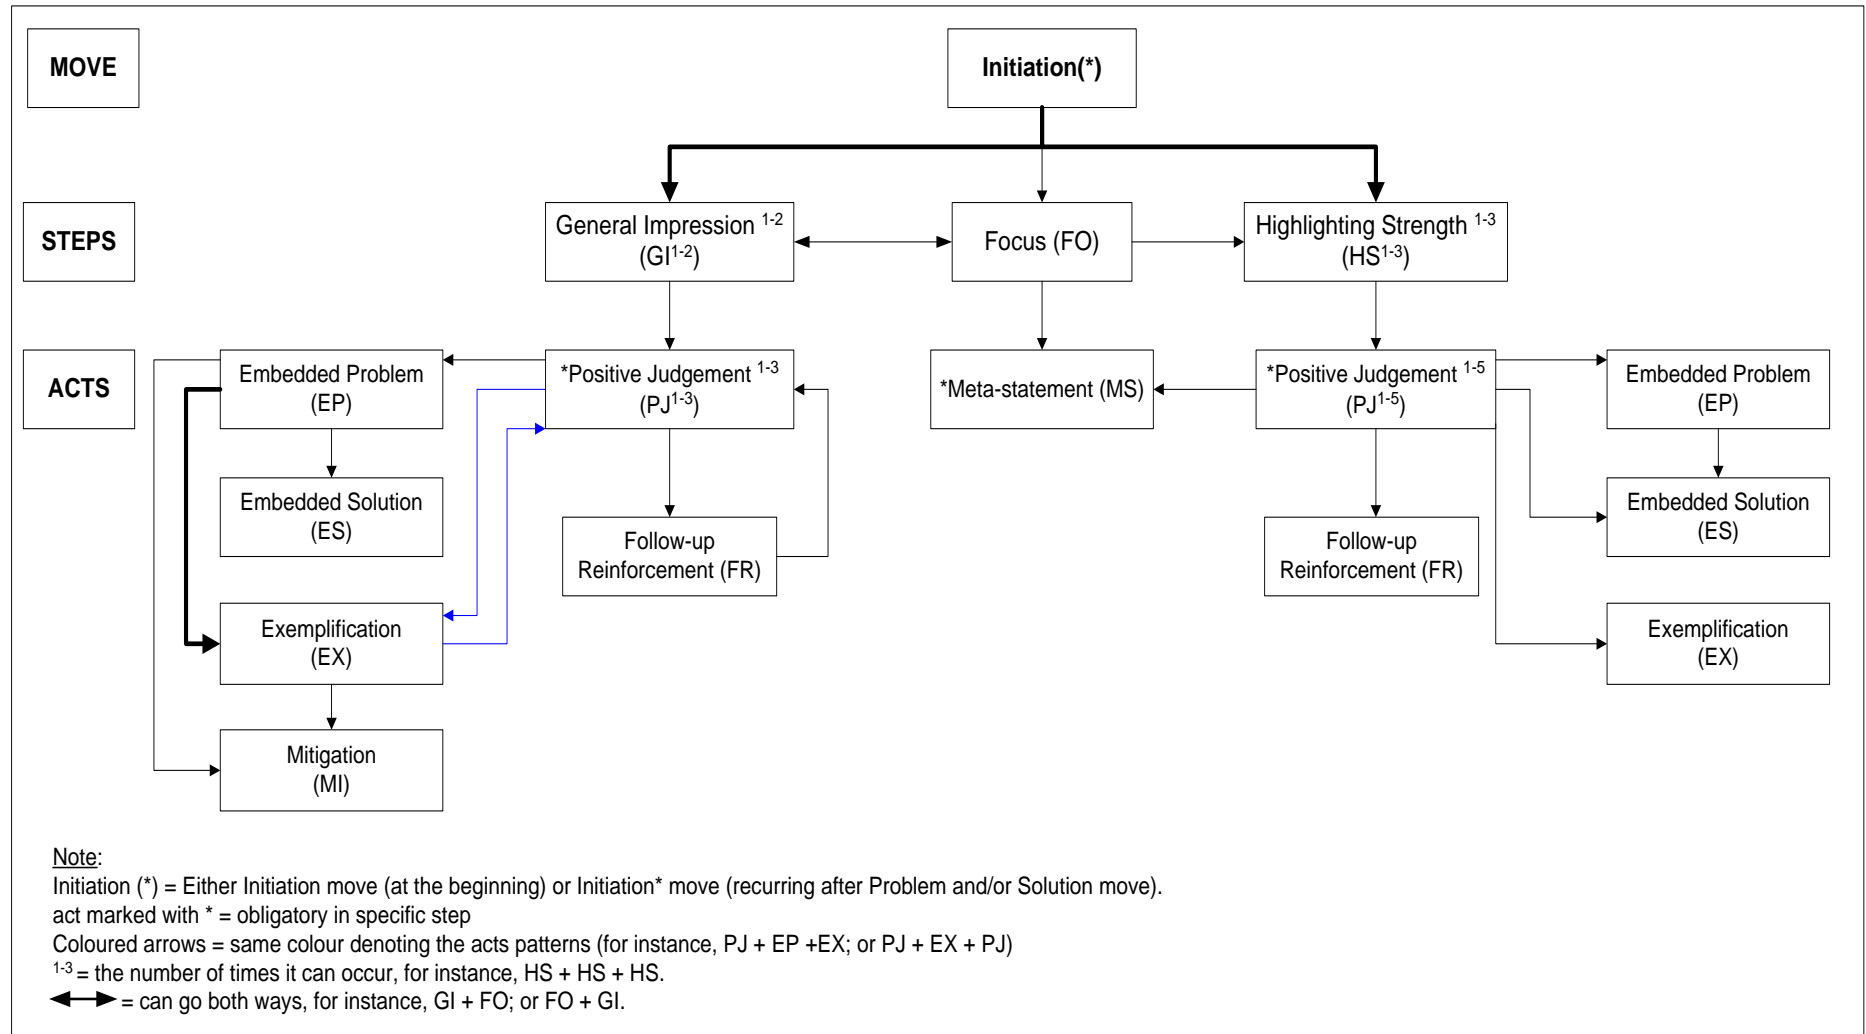 MOVE
Initiation(*)
STEPS
General Impression 1-2
(GI1-2)
Focus (FO)
Highlighting Strength 1-3
(HS1-3)
ACTS
Embedded Problem
(EP)
*Positive Judgement 1-3
(PJ1-3)
*Meta-statement (MS)
*Positive Judgement 1-5
(PJ1-5)
Embedded Problem
(EP)
Embedded Solution
(ES)
Follow-up
Reinforcement (FR)
Follow-up
Reinforcement (FR)
Embedded Solution
(ES)
Exemplification
(EX)
Exemplification
(EX)
Mitigation
(MI)
Note:
Initiation (*) = Either Initiation move (at the beginning) or Initiation* move (recurring after Problem and/or Solution move).
act marked with * = obligatory in specific step
Coloured arrows = same colour denoting the acts patterns (for instance, PJ + EP +EX; or PJ + EX + PJ)
1-3 = the number of times it can occur, for instance, HS + HS + HS.
= can go both ways, for instance, GI + FO; or FO + GI.